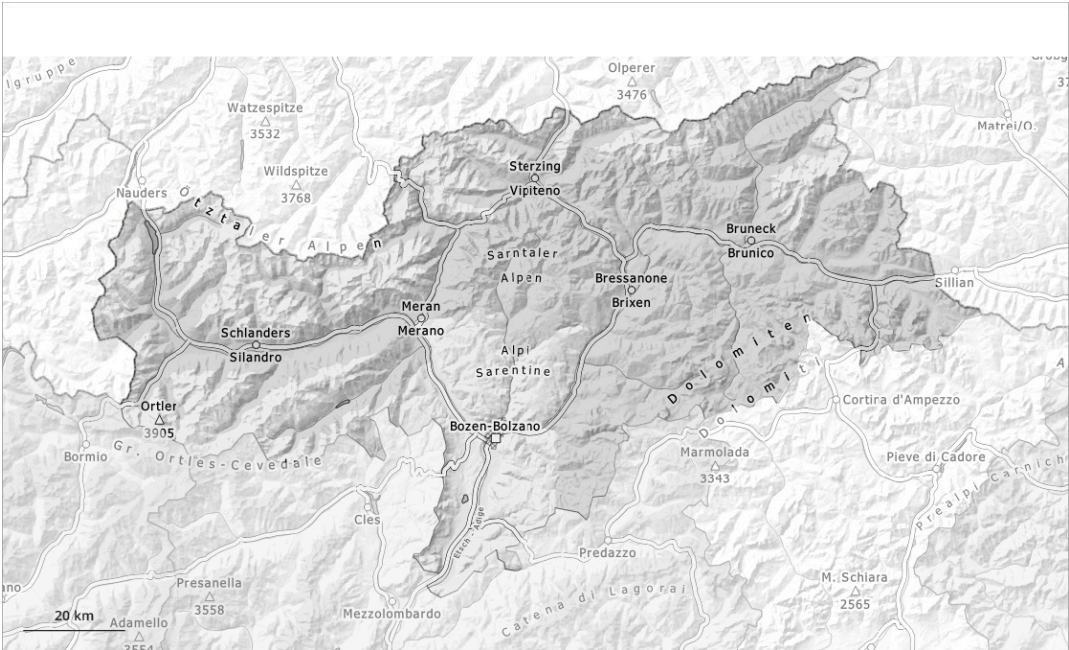 lgruppe
Olperer
3476
Watzespitze
3532
Matrei/O.
Wildspitze
3768
Nauders
Sterzing
Vipiteno
Ötztaler Alpen
Bruneck
Brunico
Sarntaler
Alpen
Bressanone
Brixen
Sillian
Meran
Merano
Schlanders
Silandro
Alpi
Sarentine
Dolomiten
Dolomiti
Ortler
3905
Cortina d'Ampezzo
Bozen-Bolzano
Bormio
Gr. Ortles-Cevedale
Marmolada
3343
Pieve di Cadore
Prealpi Carnich
Cles
Etsch - Adige
Predazzo
Presanella
3558
M. Schiara
2565
Catena di Lagorai
Mezzolombardo
20 km
Adamello
3554